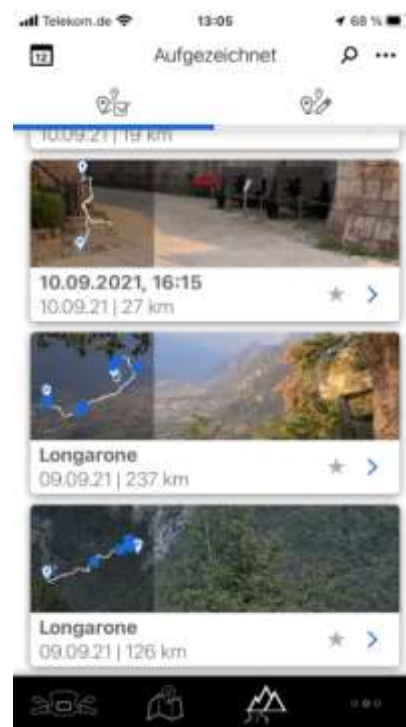 Telekom.de 13:05 68 %
12 Aufgezeichnet
10.09.21 | 19 km
10.09.2021, 16:15
10.09.21 | 27 km
Longarone
09.09.21 | 237 km
Longarone
09.09.21 | 126 km